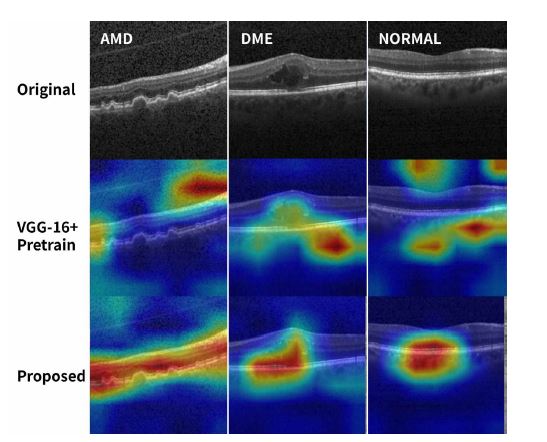 AMD
DME
NORMAL
Original
VGG-16+
Pretrain
Proposed